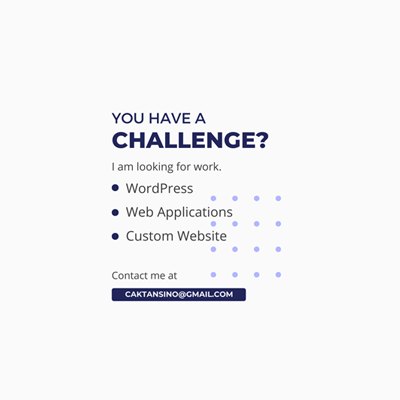 YOU HAVE A
CHALLENGE?
I am looking for work.
WordPress
Web Applications
Custom Website
Contact me at
CAKTANSINO@GMAIL.COM